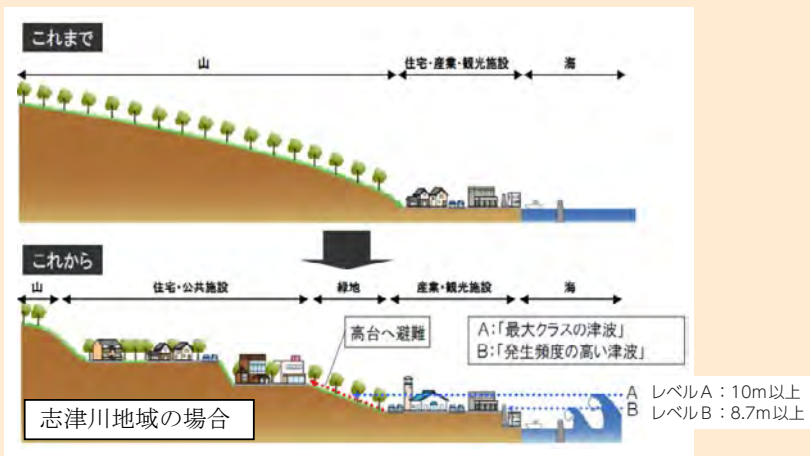 これまで
山
住宅・産業・観光施設
海
これから
山
住宅・公共施設
緑地
産業・観光施設
海
高台へ避難
A:「最大クラスの津波」
B:「発生頻度の高い津波」
A
B
レベルA：10m以上
レベルB：8.7m以上
志津川地域の場合